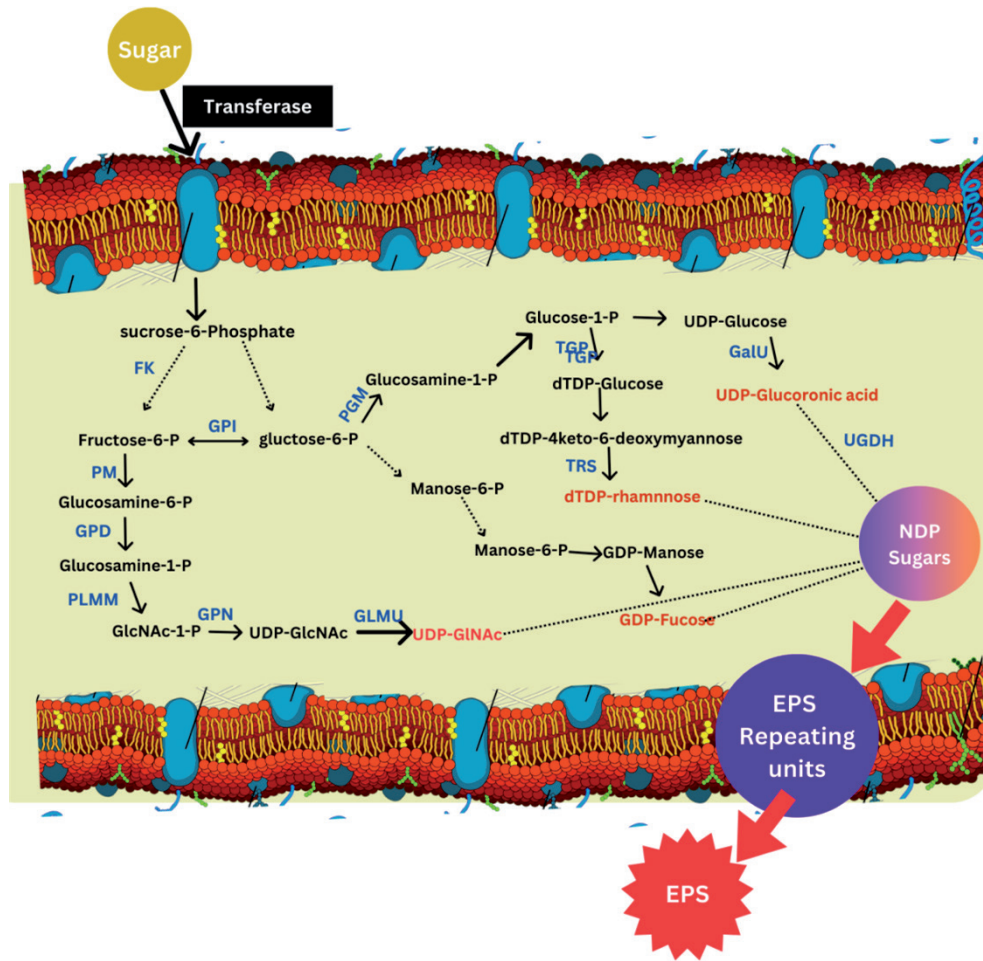 Sugar
Transferase
sucrose-6-Phosphate
FK
Fructose-6-P
GPI
gluctose-6-P
PM
Glucosamine-6-P
GPD
Glucosamine-1-P
PLMM
GlcNAc-1-P
GPN
UDP-GlcNAc
GLMU
UDP-GlNAc
PGM
Glucosamine-1-P
Glucose-1-P
UDP-Glucose
TGP
TGP
GalU
dTDP-Glucose
UDP-Glucoronic acid
dTDP-4keto-6-deoxymyannose
UGDH
TRS
dTDP-rhamnnose
Manose-6-P
Manose-6-P
GDP-Manose
GDP-Fucose
NDP
Sugars
EPS
Repeating
units
EPS